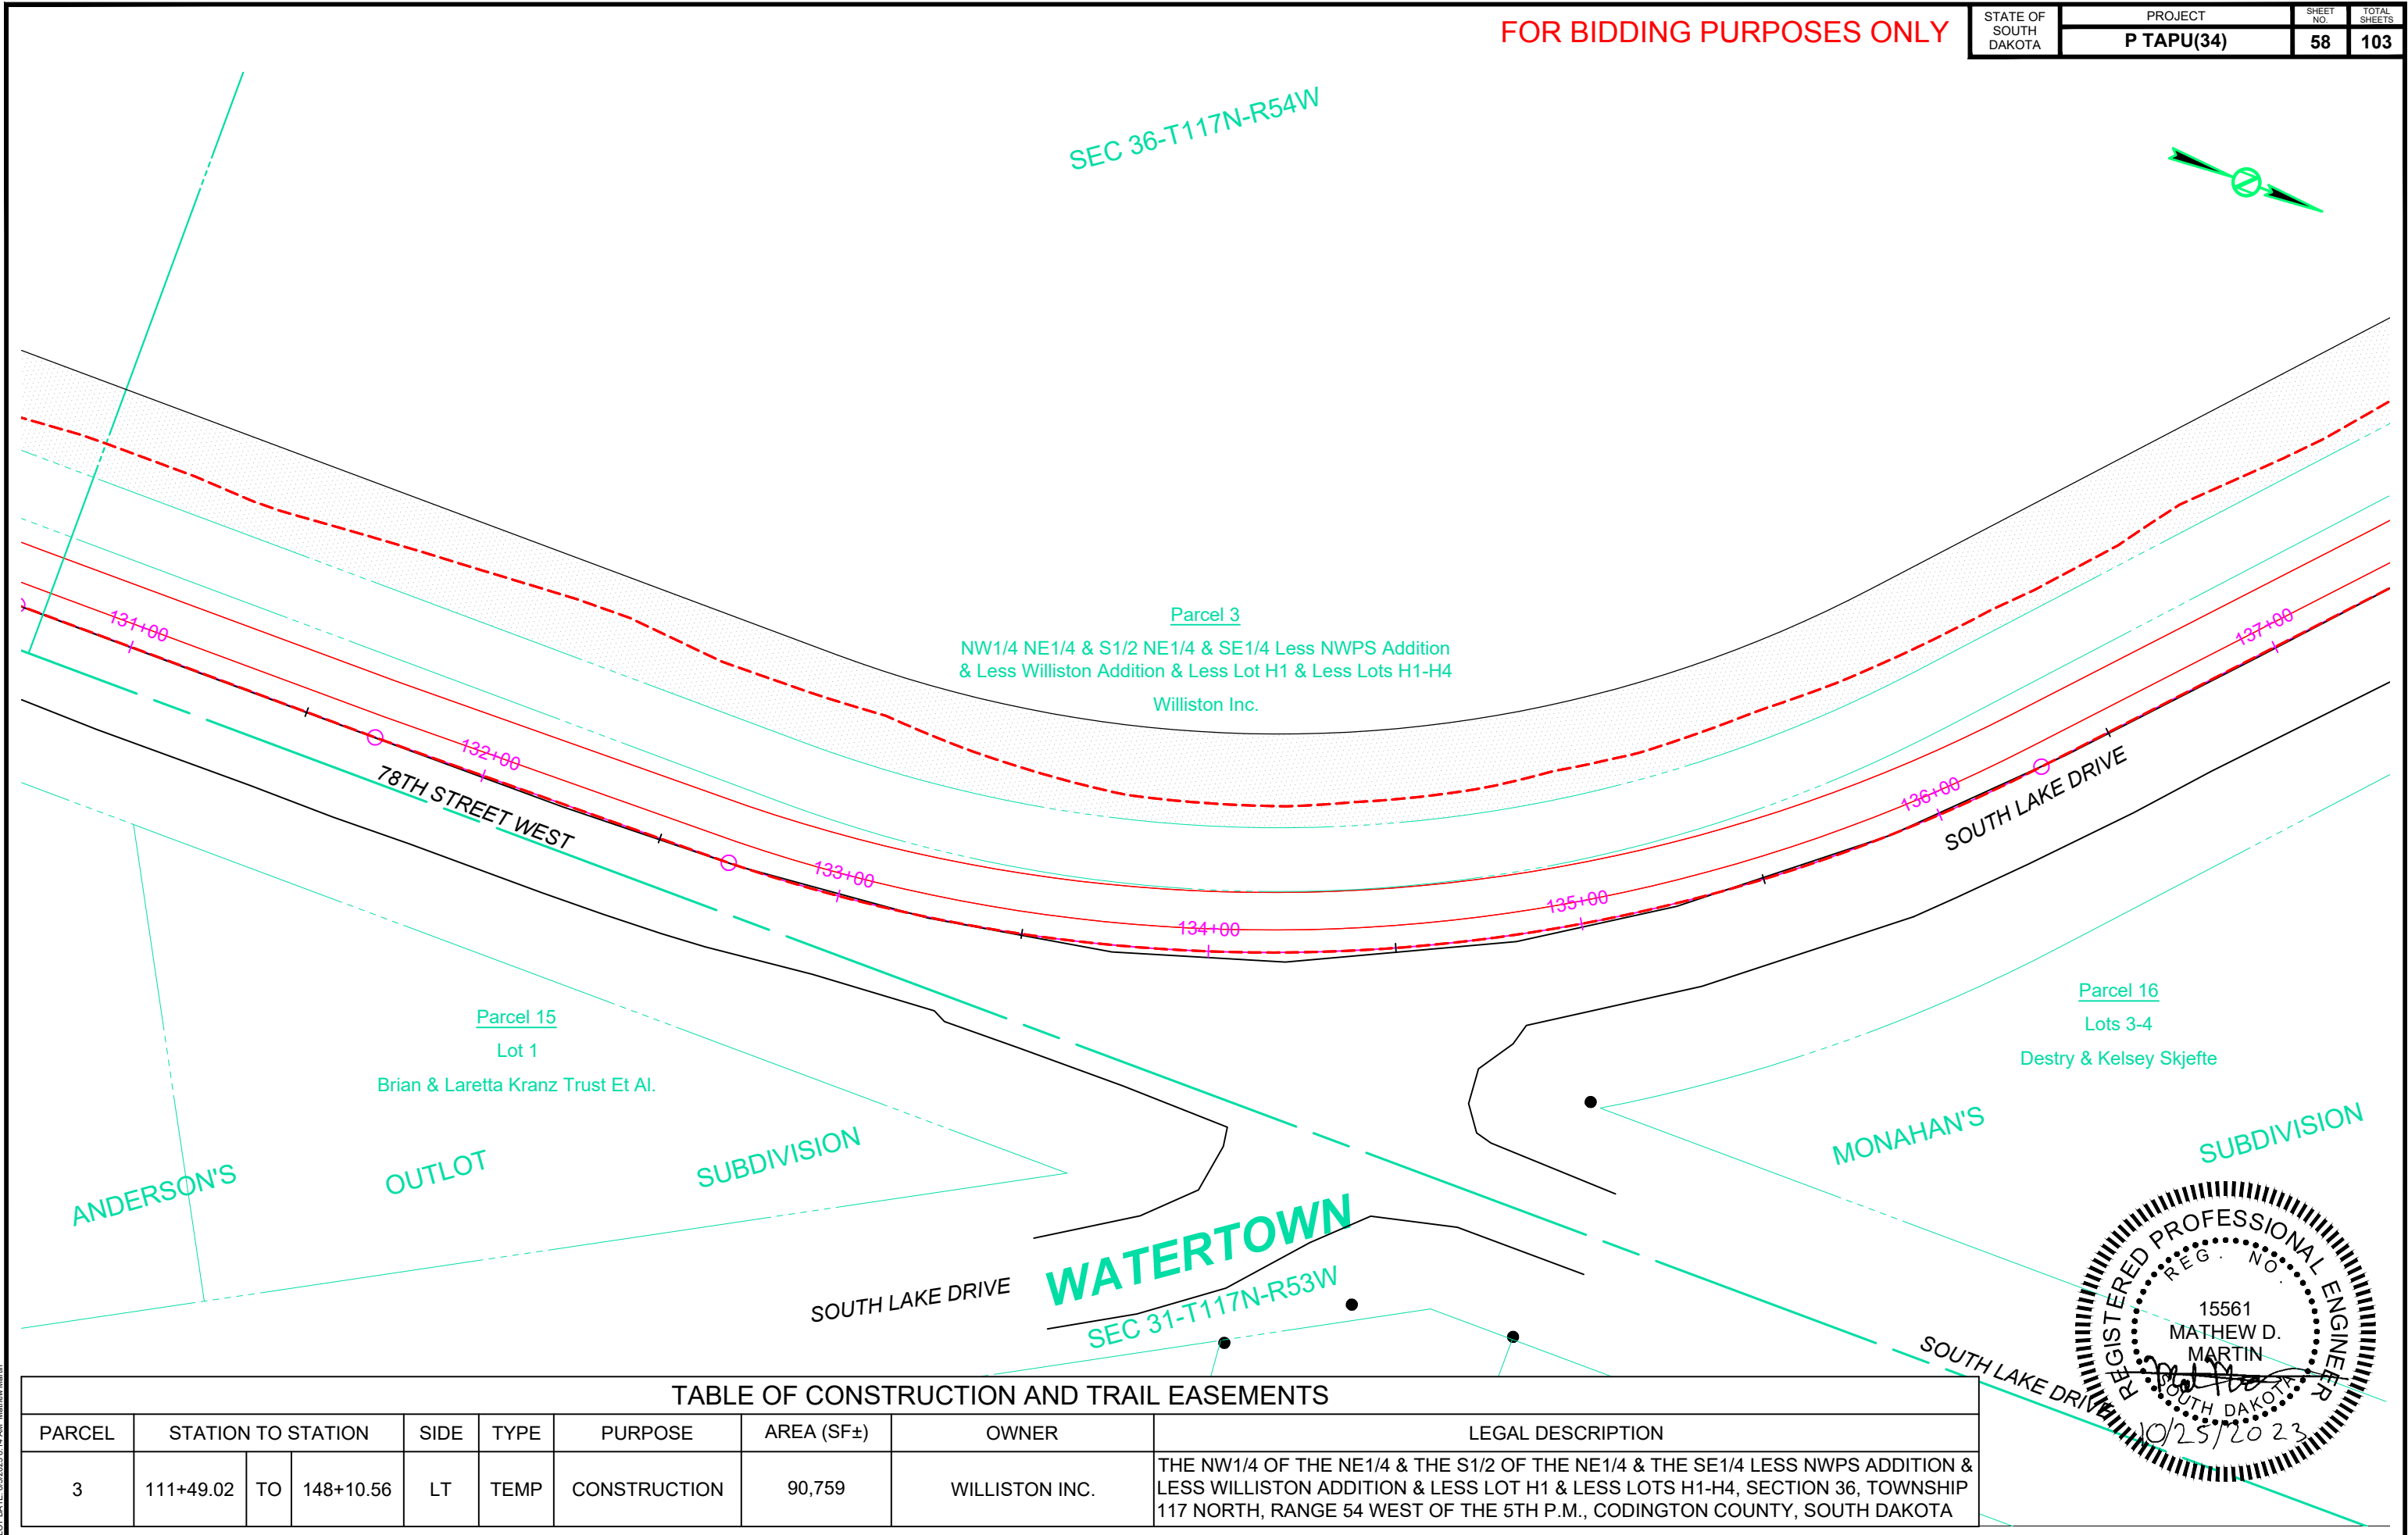 FOR BIDDING PURPOSES ONLY
STATE OF
SOUTH
DAKOTA
PROJECT
P TAPU(34)
SHEET
NO.
58
TOTAL
SHEETS
103
SEC 36-T117N-R54W
Parcel 3
NW1/4 NE1/4 & S1/2 NE1/4 & SE1/4 Less NWPS Addition
& Less Williston Addition & Less Lot H1 & Less Lots H1-H4
Williston Inc.
131+00
132+00
133+00
134+00
135+00
136+00
137+00
78TH STREET WEST
SOUTH LAKE DRIVE
Parcel 15
Lot 1
Brian & Laretta Kranz Trust Et Al.
Parcel 16
Lots 3-4
Destry & Kelsey Skjefte
ANDERSON'S OUTLOT SUBDIVISION
MONAHAN'S SUBDIVISION
WATERTOWN
SEC 31-T117N-R53W
SOUTH LAKE DRIVE
SOUTH LAKE DRIVE
REGISTERED PROFESSIONAL ENGINEER
REG. NO.
15561
MATHEW D.
MARTIN
SOUTH DAKOTA
10/25/2023
TABLE OF CONSTRUCTION AND TRAIL EASEMENTS
PARCEL STATION TO STATION SIDE TYPE PURPOSE AREA (SF±) OWNER LEGAL DESCRIPTION
3 111+49.02 TO 148+10.56 LT TEMP CONSTRUCTION 90,759 WILLISTON INC.
THE NW1/4 OF THE NE1/4 & THE S1/2 OF THE NE1/4 & THE SE1/4 LESS NWPS ADDITION &
LESS WILLISTON ADDITION & LESS LOT H1 & LESS LOTS H1-H4, SECTION 36, TOWNSHIP
117 NORTH, RANGE 54 WEST OF THE 5TH P.M., CODINGTON COUNTY, SOUTH DAKOTA